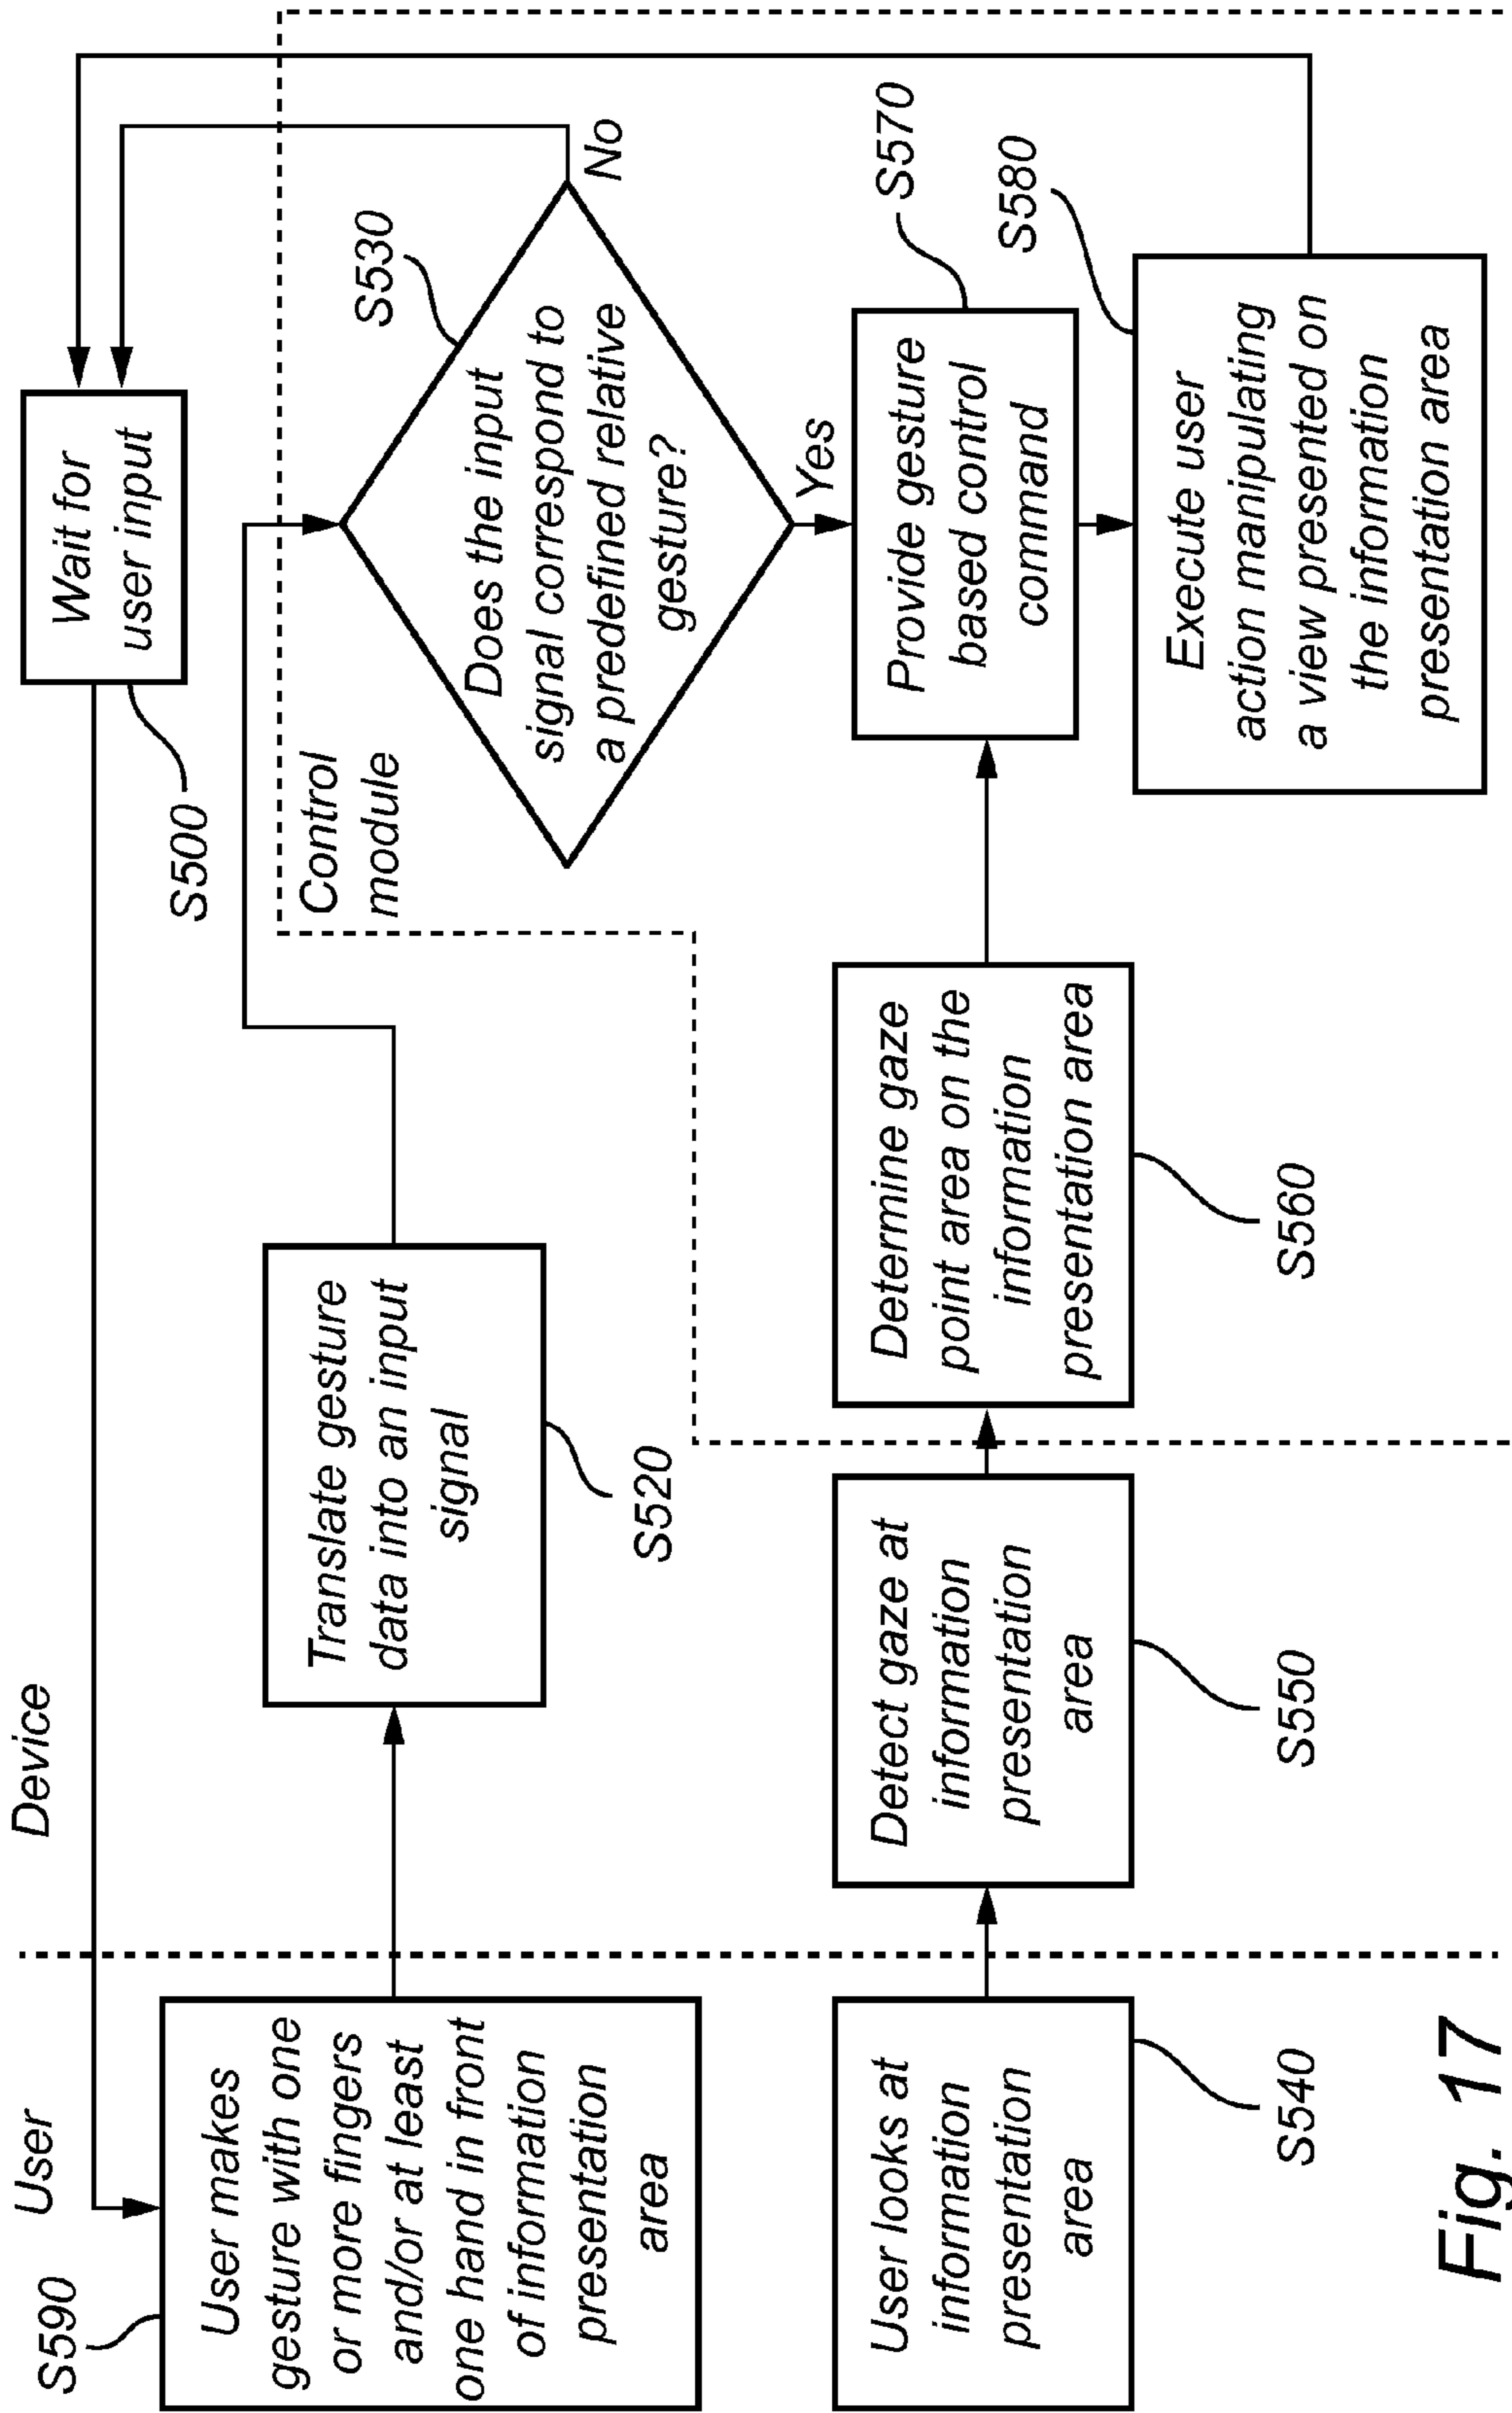 User
Device
S590
User makes
gesture with one
or more fingers
and/or at least
one hand in front
of information
presentation
area
Translate gesture
data into an input
signal
S520
Wait for
user input
S500
Control
module
Does the input
signal correspond to
a predefined relative
gesture?
S530
No
Yes
User looks at
information
presentation
area
S540
Detect gaze at
information
presentation
area
S550
Determine gaze
point area on the
information
presentation area
S560
Provide gesture
based control
command
S570
Execute user
action manipulating
a view presented on
the information
presentation area
S580
Fig. 17